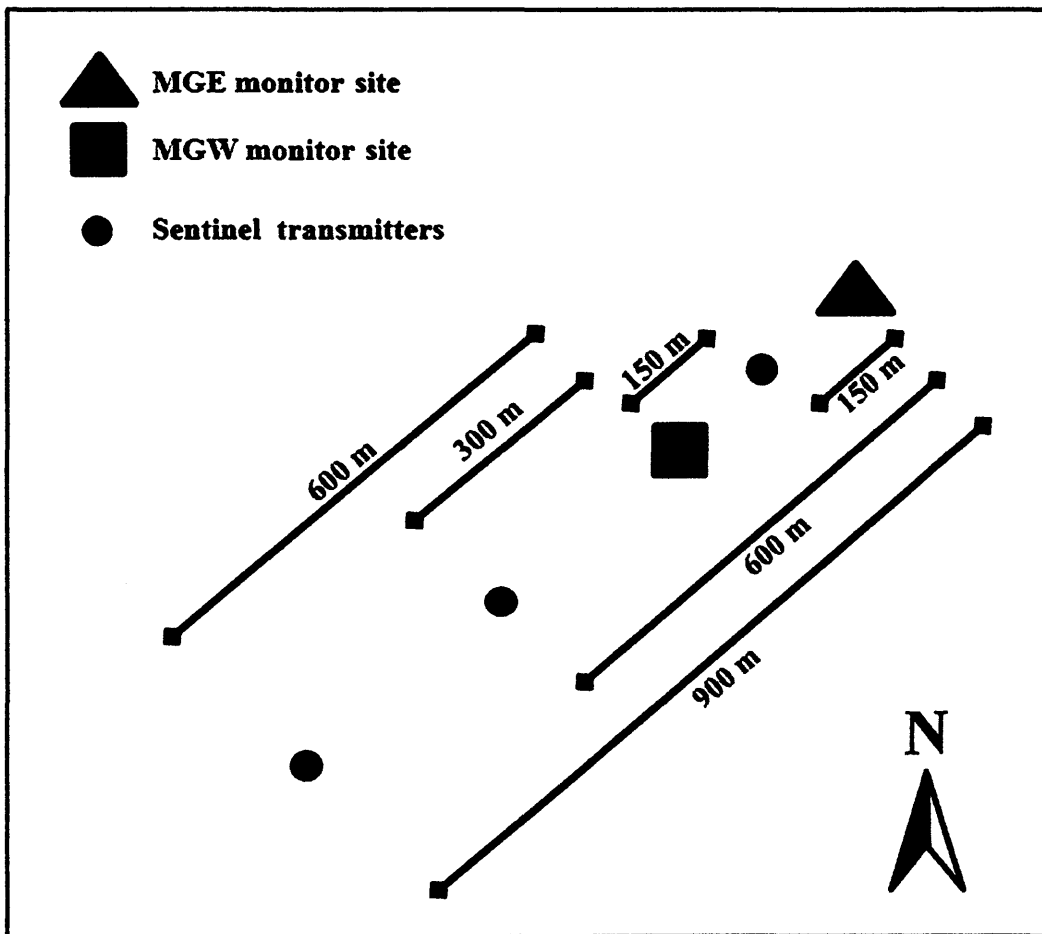 MGE monitor site
MGW monitor site
Sentinel transmitters
150 m
150 m
300 m
600 m
600 m
900 m
N